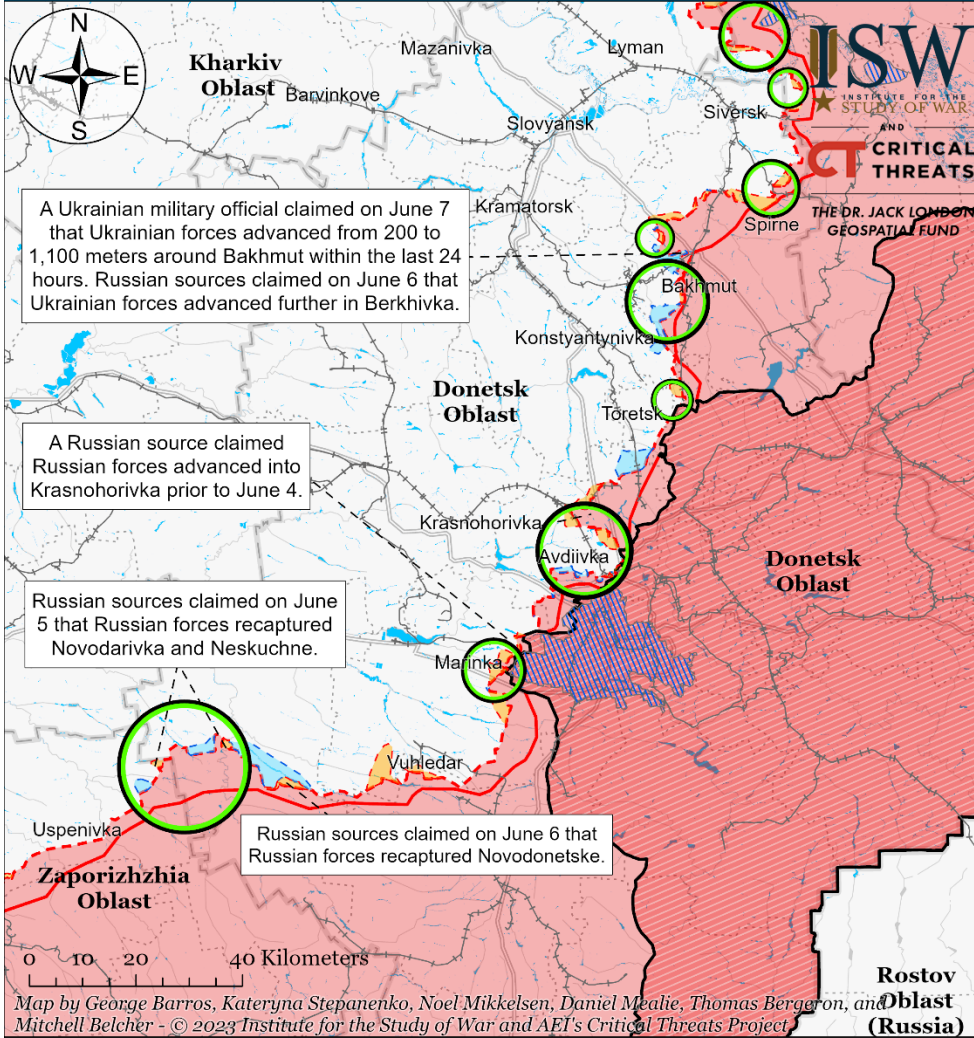 N
W
E
S
Kharkiv
Oblast
Mazanivka
Lyman
Barvinkove
Slovyansk
Siversk
ISW
INSTITUTE FOR THE
STUDY OF WAR
AND
CT CRITICAL
THREATS
THE DR. JACK LONDON
GEOSPATIAL FUND
A Ukrainian military official claimed on June 7
that Ukrainian forces advanced from 200 to
1,100 meters around Bakhmut within the last 24
hours. Russian sources claimed on June 6 that
Ukrainian forces advanced further in Berkhivka.
Kramatorsk
Spirne
Bakhmut
Konstyantynivka
Donetsk
Oblast
Toretsk
A Russian source claimed
Russian forces advanced into
Krasnohorivka prior to June 4.
Krasnohorivka
Avdiivka
Donetsk
Oblast
Russian sources claimed on June
5 that Russian forces recaptured
Novodarivka and Neskuchne.
Marinka
Vuhledar
Uspenivka
Russian sources claimed on June 6 that
Russian forces recaptured Novodonetske.
Zaporizhzhia
Oblast
0 10 20 40 Kilometers
Rostov
Oblast
(Russia)
Map by George Barros, Kateryna Stepanenko, Noel Mikkelsen, Daniel Mealie, Thomas Bergeron, and
Mitchell Belcher - © 2023 Institute for the Study of War and AEI's Critical Threats Project